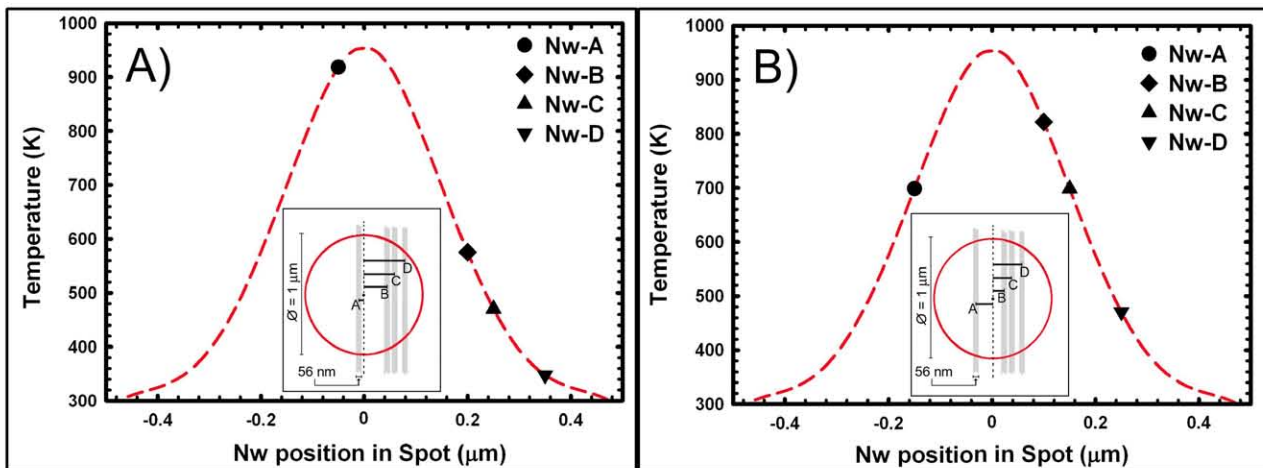 A)
Nw-A
Nw-B
Nw-C
Nw-D
Temperature (K)
1000
900
800
700
600
500
400
300
-0.4
-0.2
0
0.2
0.4
Nw position in Spot (μm)
Ø = 1 μm
D
C
B
A
56 nm
B)
Nw-A
Nw-B
Nw-C
Nw-D
Temperature (K)
1000
900
800
700
600
500
400
300
-0.4
-0.2
0
0.2
0.4
Nw position in Spot (μm)
Ø = 1 μm
D
C
B
A
56 nm